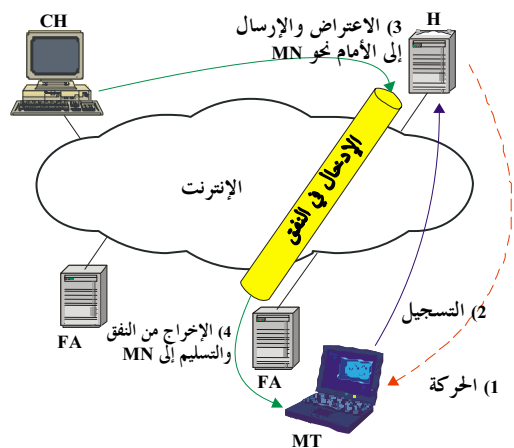 CH
H
3) الاعتراض والإرسال
إلى الأمام نحو MN
الإدخال في النفق
الإنترنت
FA
4) الإخراج من النفق
والتسليم إلى MN
FA
2) التسجيل
1) الحركة
MT